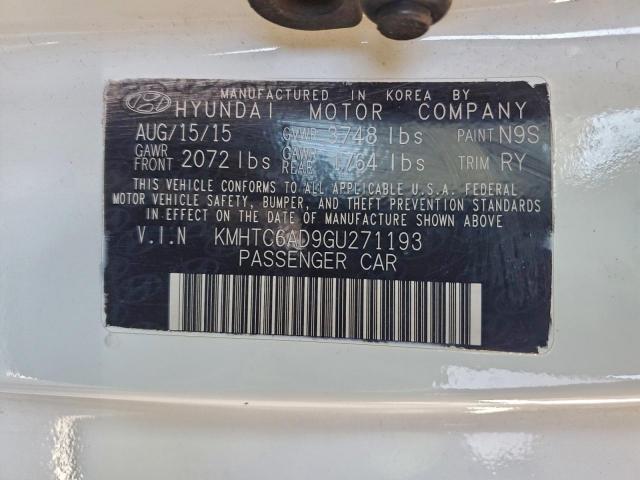 MANUFACTURED IN KOREA BY
HYUNDAI MOTOR COMPANY
AUG/15/15 GVWR 3748 lbs PAINT N9S
GAWR FRONT 2072 lbs GAWR REAR 1764 lbs TRIM RY
THIS VEHICLE CONFORMS TO ALL APPLICABLE U.S.A. FEDERAL
MOTOR VEHICLE SAFETY, BUMPER, AND THEFT PREVENTION STANDARDS
IN EFFECT ON THE DATE OF MANUFACTURE SHOWN ABOVE.
V.I.N KMHTC6AD9GU271193
PASSENGER CAR